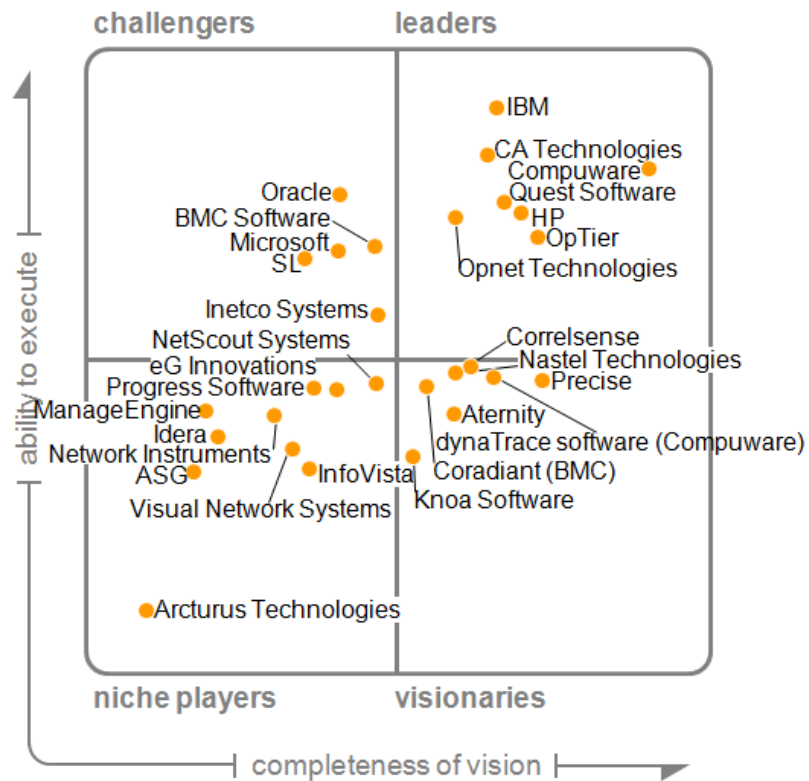 challengers
leaders
IBM
CA Technologies
Compuware
Oracle
Quest Software
BMC Software
HP
Microsoft
OpTier
SL
Opnet Technologies
Inetco Systems
NetScout Systems
Correlsense
eG Innovations
Nastel Technologies
Progress Software
Precise
ManageEngine
Aternity
Idera
dynaTrace software (Compuware)
Network Instruments
ASG
InfoVista
Coradiant (BMC)
Visual Network Systems
Knoa Software
Arcturus Technologies
niche players
visionaries
ability to execute
completeness of vision